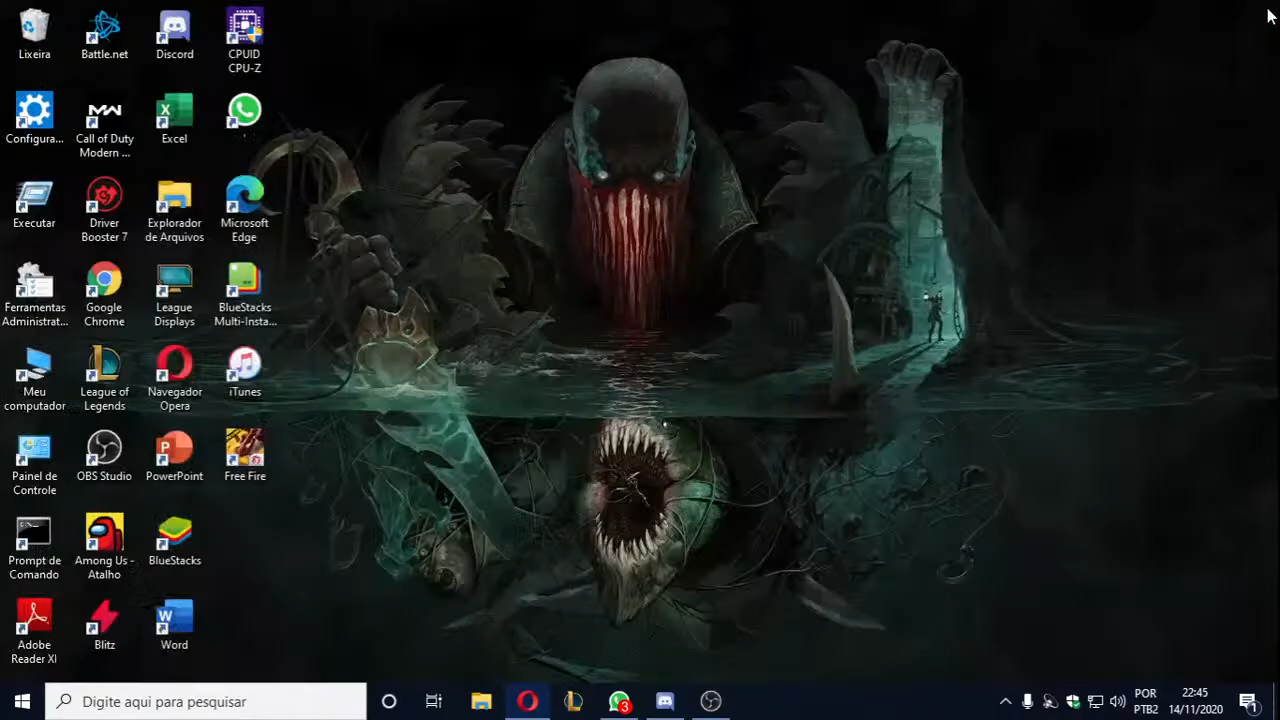 Lixeira
Battle.net
Discord
CPUID
CPU-Z
Configura...
Call of Duty
Modern ...
Excel
.
Executar
Driver
Booster 7
Explorador
de Arquivos
Microsoft
Edge
Ferramentas
Administrat...
Google
Chrome
League
Displays
BlueStacks
Multi-Insta...
Meu
computador
League of
Legends
Navegador
Opera
iTunes
Painel de
Controle
OBS Studio
PowerPoint
Free Fire
Prompt de
Comando
Among Us -
Atalho
BlueStacks
Adobe
Reader XI
Blitz
Word
Digite aqui para pesquisar
3
POR
PTB2
22:45
14/11/2020
1